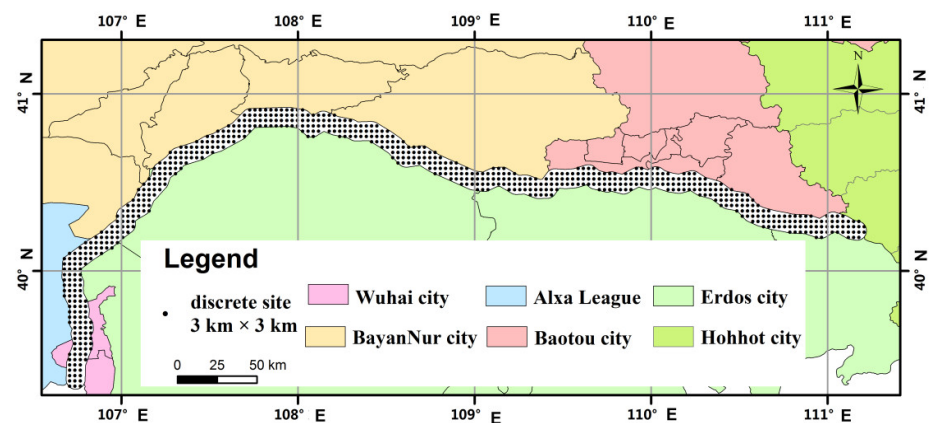 107° E 108° E 109° E 110° E 111° E
41° N 41° N
N
40° N 40° N
Legend
discrete site
3 km × 3 km
Wuhai city Alxa League Erdos city
BayanNur city Baotou city Hohhot city
0 25 50 km
107° E 108° E 109° E 110° E 111° E